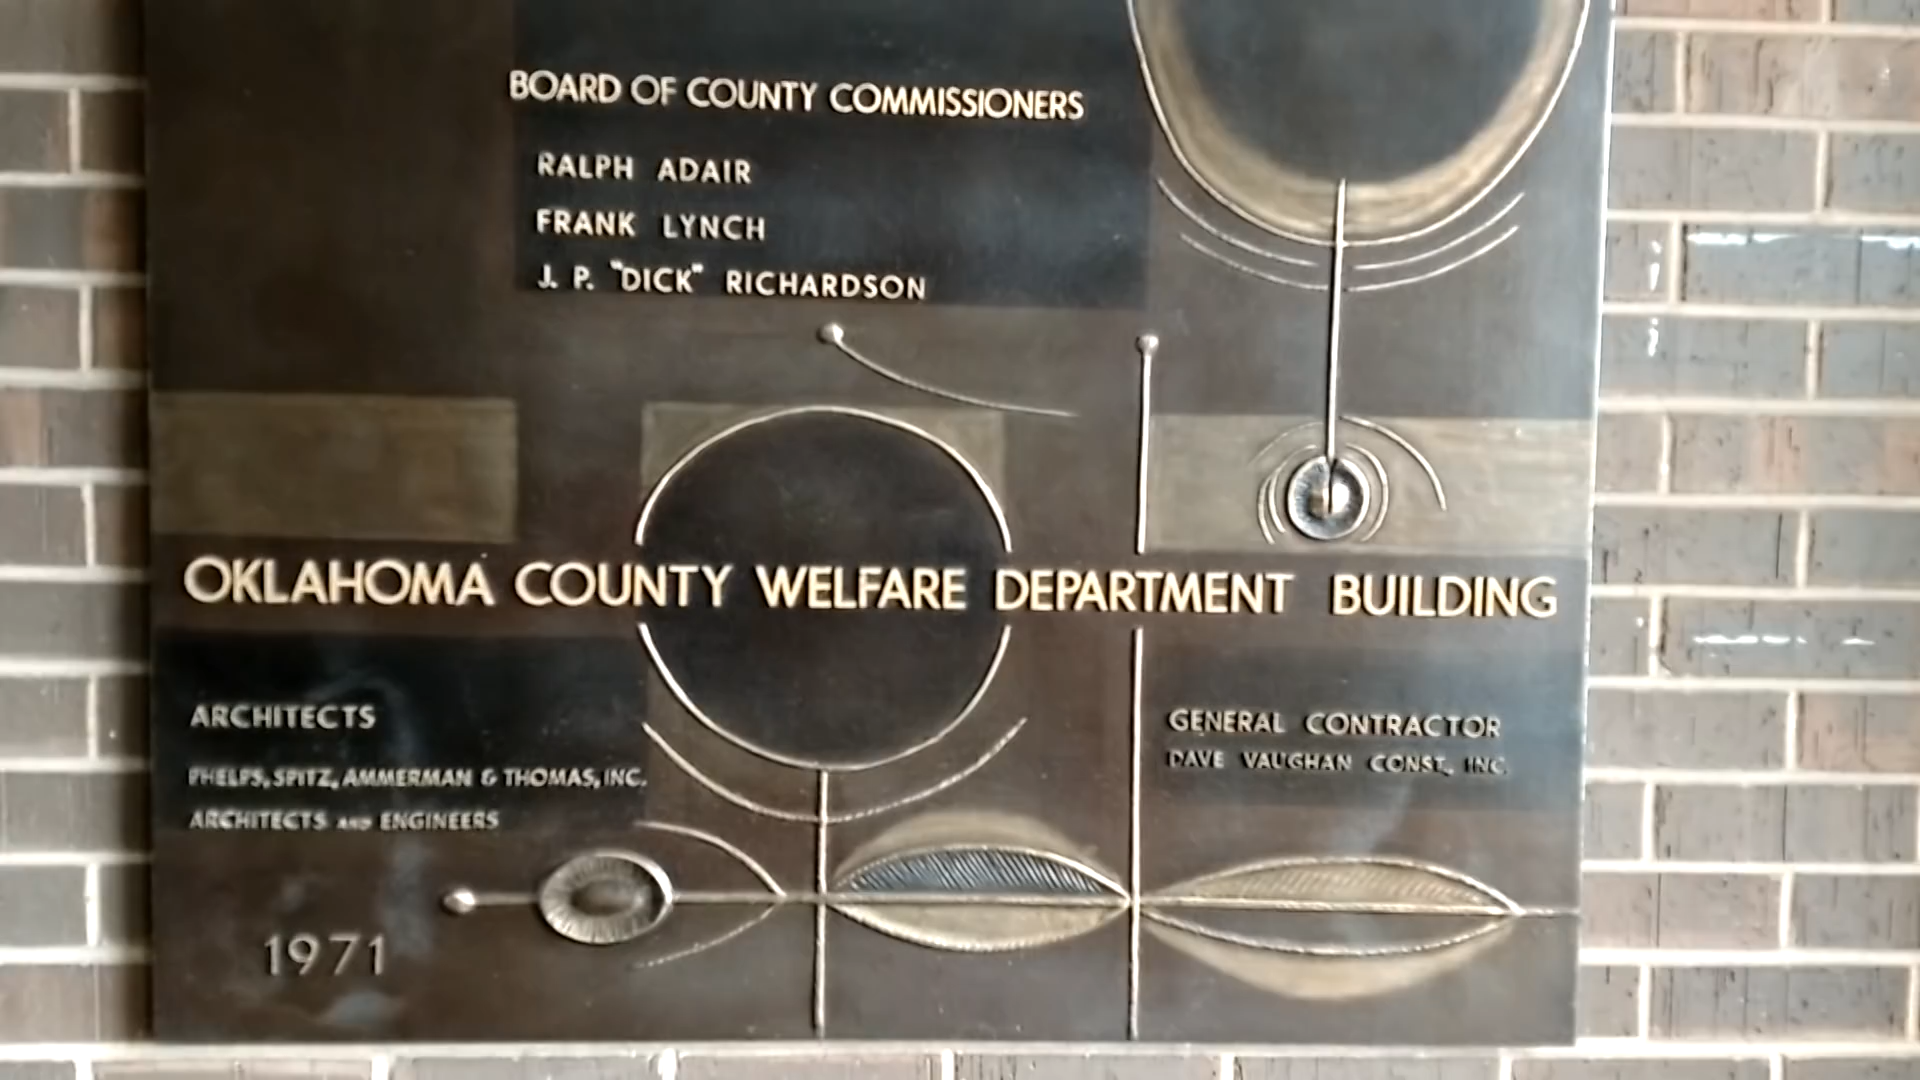 BOARD OF COUNTY COMMISSIONERS
RALPH ADAIR
FRANK LYNCH
J. P. "DICK" RICHARDSON
OKLAHOMA COUNTY WELFARE DEPARTMENT BUILDING
ARCHITECTS
PHELPS, SPITZ, AMMERMAN & THOMAS, INC.
ARCHITECTS AND ENGINEERS
GENERAL CONTRACTOR
DAVE VAUGHAN CONST., INC.
1971